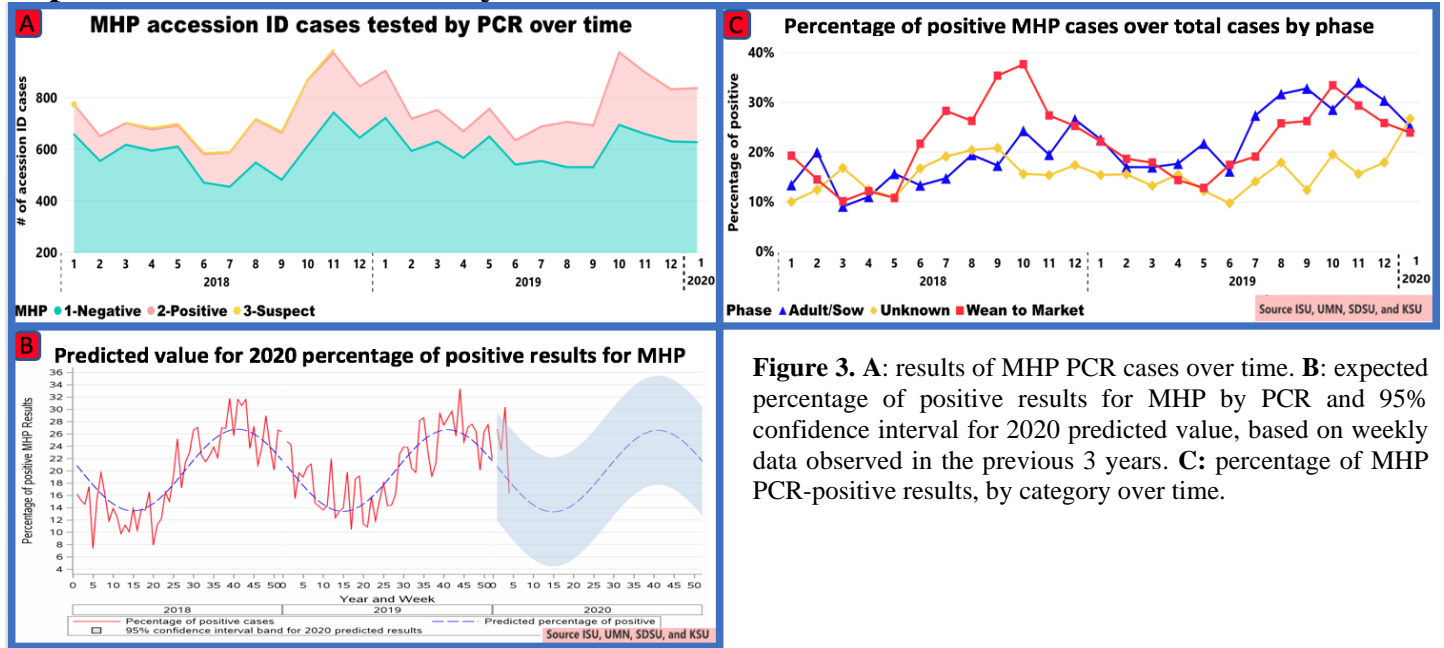 A
MHP accession ID cases tested by PCR over time
# of acession ID cases
800
600
400
200
1 2 3 4 5 6 7 8 9 10 11 12 1 2 3 4 5 6 7 8 9 10 11 12 1
2018 2019 2020
MHP 1-Negative 2-Positive 3-Suspect
C
Percentage of positive MHP cases over total cases by phase
Percentage of positive
40%
30%
20%
10%
0%
1 2 3 4 5 6 7 8 9 10 11 12 1 2 3 4 5 6 7 8 9 10 11 12 1
2018 2019 2020
Phase Adult/Sow Unknown Wean to Market
Source ISU, UMN, SDSU, and KSU
B
Predicted value for 2020 percentage of positive results for MHP
Percentage of positive MHP Results
36
34
32
30
28
26
24
22
20
18
16
14
12
10
8
6
4
0 5 10 15 20 25 30 35 40 45 50 0 5 10 15 20 25 30 35 40 45 50 0 5 10 15 20 25 30 35 40 45 50
Year and Week
2018 2019 2020
Pecentage of positive cases Predicted percentage of positive
95% confidence interval band for 2020 predicted results
Source ISU, UMN, SDSU, and KSU
Figure 3. A: results of MHP PCR cases over time. B: expected
percentage of positive results for MHP by PCR and 95%
confidence interval for 2020 predicted value, based on weekly
data observed in the previous 3 years. C: percentage of MHP
PCR-positive results, by category over time.